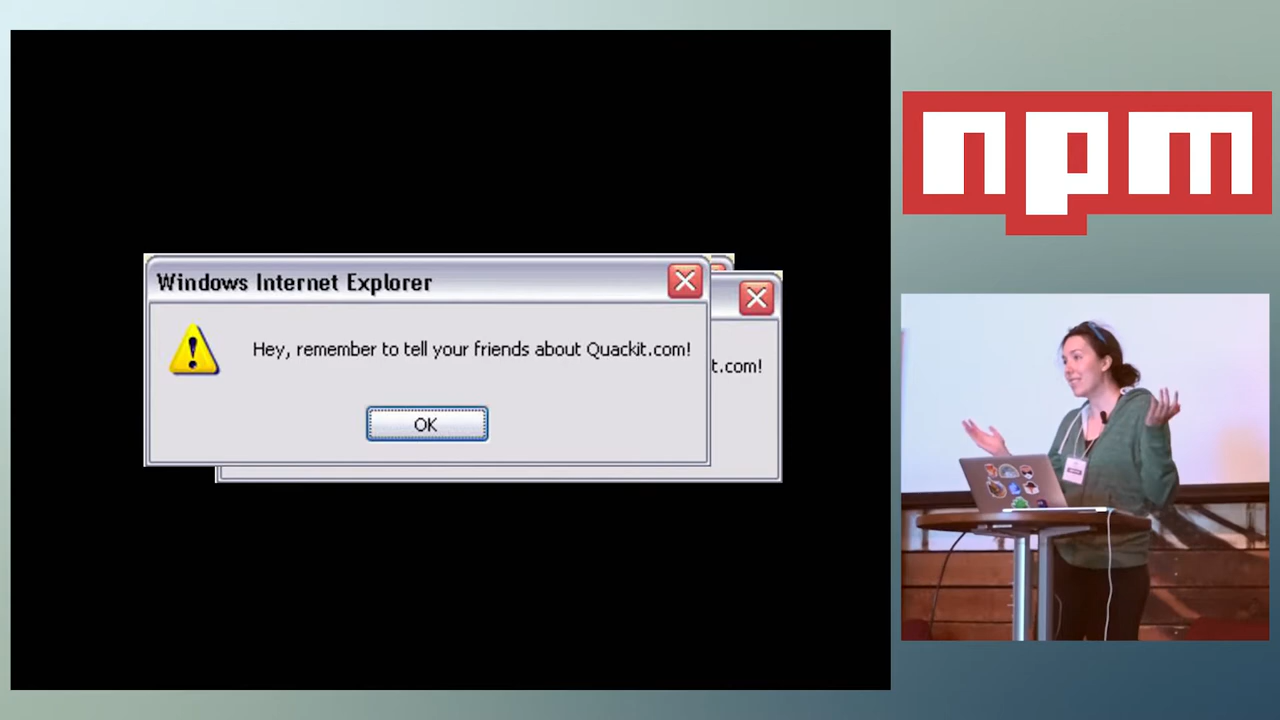 Windows Internet Explorer
Hey, remember to tell your friends about Quackit.com!
t.com!
OK
npm